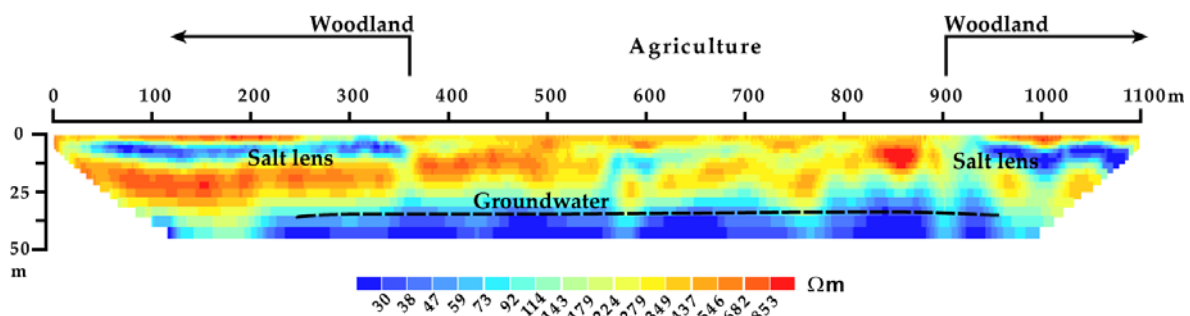 Woodland
Agriculture
Woodland
0 100 200 300 400 500 600 700 800 900 1000 1100m
0
Salt lens
Salt lens
25
Groundwater
50
m
30 38 47 59 73 92 114 143 179 224 279 349 437 546 682 853 Ωm